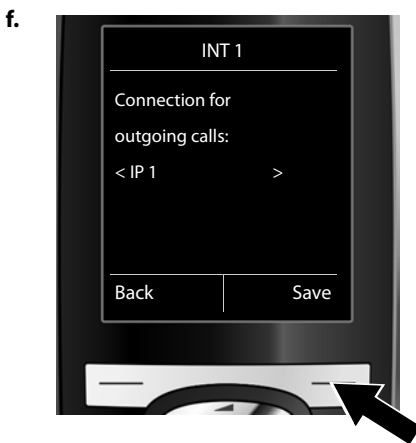 f.
INT 1
Connection for
outgoing calls:
< IP 1 >
Back Save